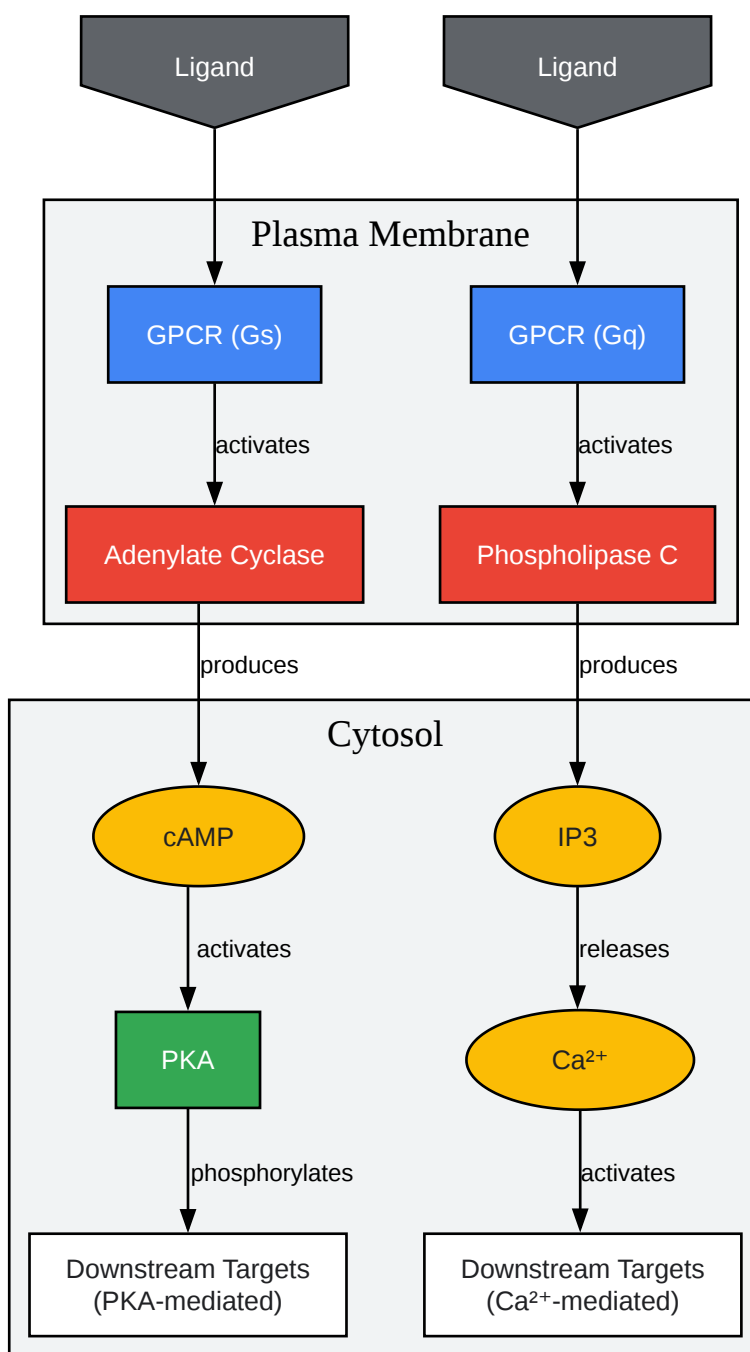 Ligand
Ligand
Plasma Membrane
GPCR (Gs)
GPCR (Gq)
activates
activates
Adenylate Cyclase
Phospholipase C
produces
produces
Cytosol
cAMP
IP3
activates
releases
PKA
Ca²⁺
phosphorylates
activates
Downstream Targets
(PKA-mediated)
Downstream Targets
(Ca²⁺-mediated)